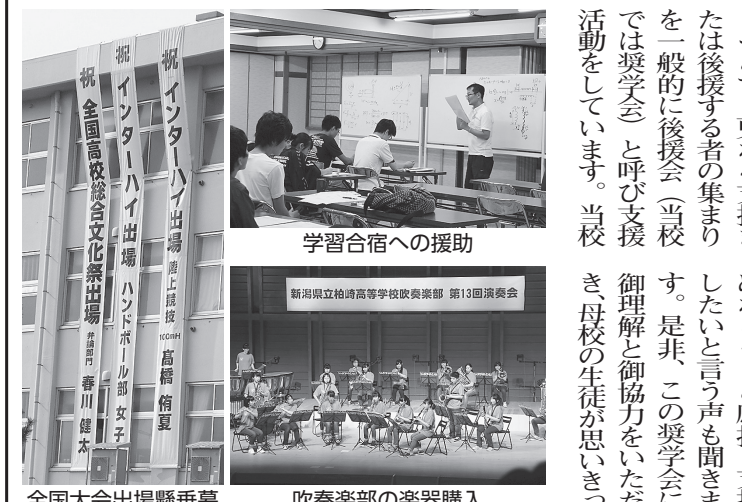 たは後援する者の集まり
を一般的に後援会（当校
では奨学会）と呼び支援
活動をしています。当校
したいと言う声も聞きま
す。是非、この奨学会に
御理解と御協力をいただ
き、母校の生徒が思いきっ
祝 インターハイ出場 陸上競技 100mH 髙橋 侑夏
祝 インターハイ出場 ハンドボール部 女子
祝 全国高校総合文化祭出場 弁論部門 春川 健太
学習合宿への援助
新潟県立柏崎高等学校吹奏楽部 第13回演奏会
全国大会出場懸垂幕
吹奏楽部の楽器購入